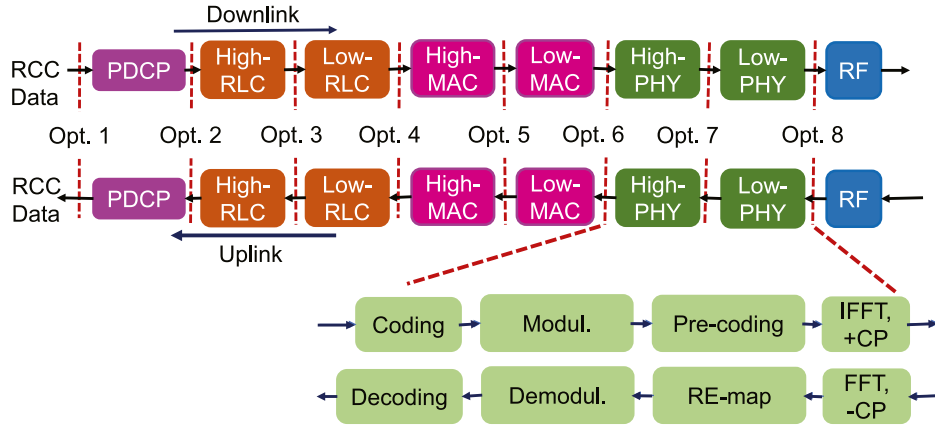 Downlink
RCC
Data
PDCP
High-
RLC
Low-
RLC
High-
MAC
Low-
MAC
High-
PHY
Low-
PHY
RF
Opt. 1
Opt. 2
Opt. 3
Opt. 4
Opt. 5
Opt. 6
Opt. 7
Opt. 8
RCC
Data
PDCP
High-
RLC
Low-
RLC
High-
MAC
Low-
MAC
High-
PHY
Low-
PHY
RF
Uplink
Coding
Modul.
Pre-coding
IFFT,
+CP
Decoding
Demodul.
RE-map
FFT,
-CP